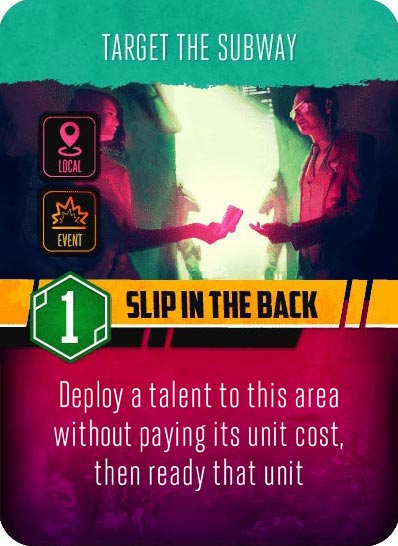 TARGET THE SUBWAY
LOCAL
EVENT
1 SLIP IN THE BACK
Deploy a talent to this area
without paying its unit cost,
then ready that unit